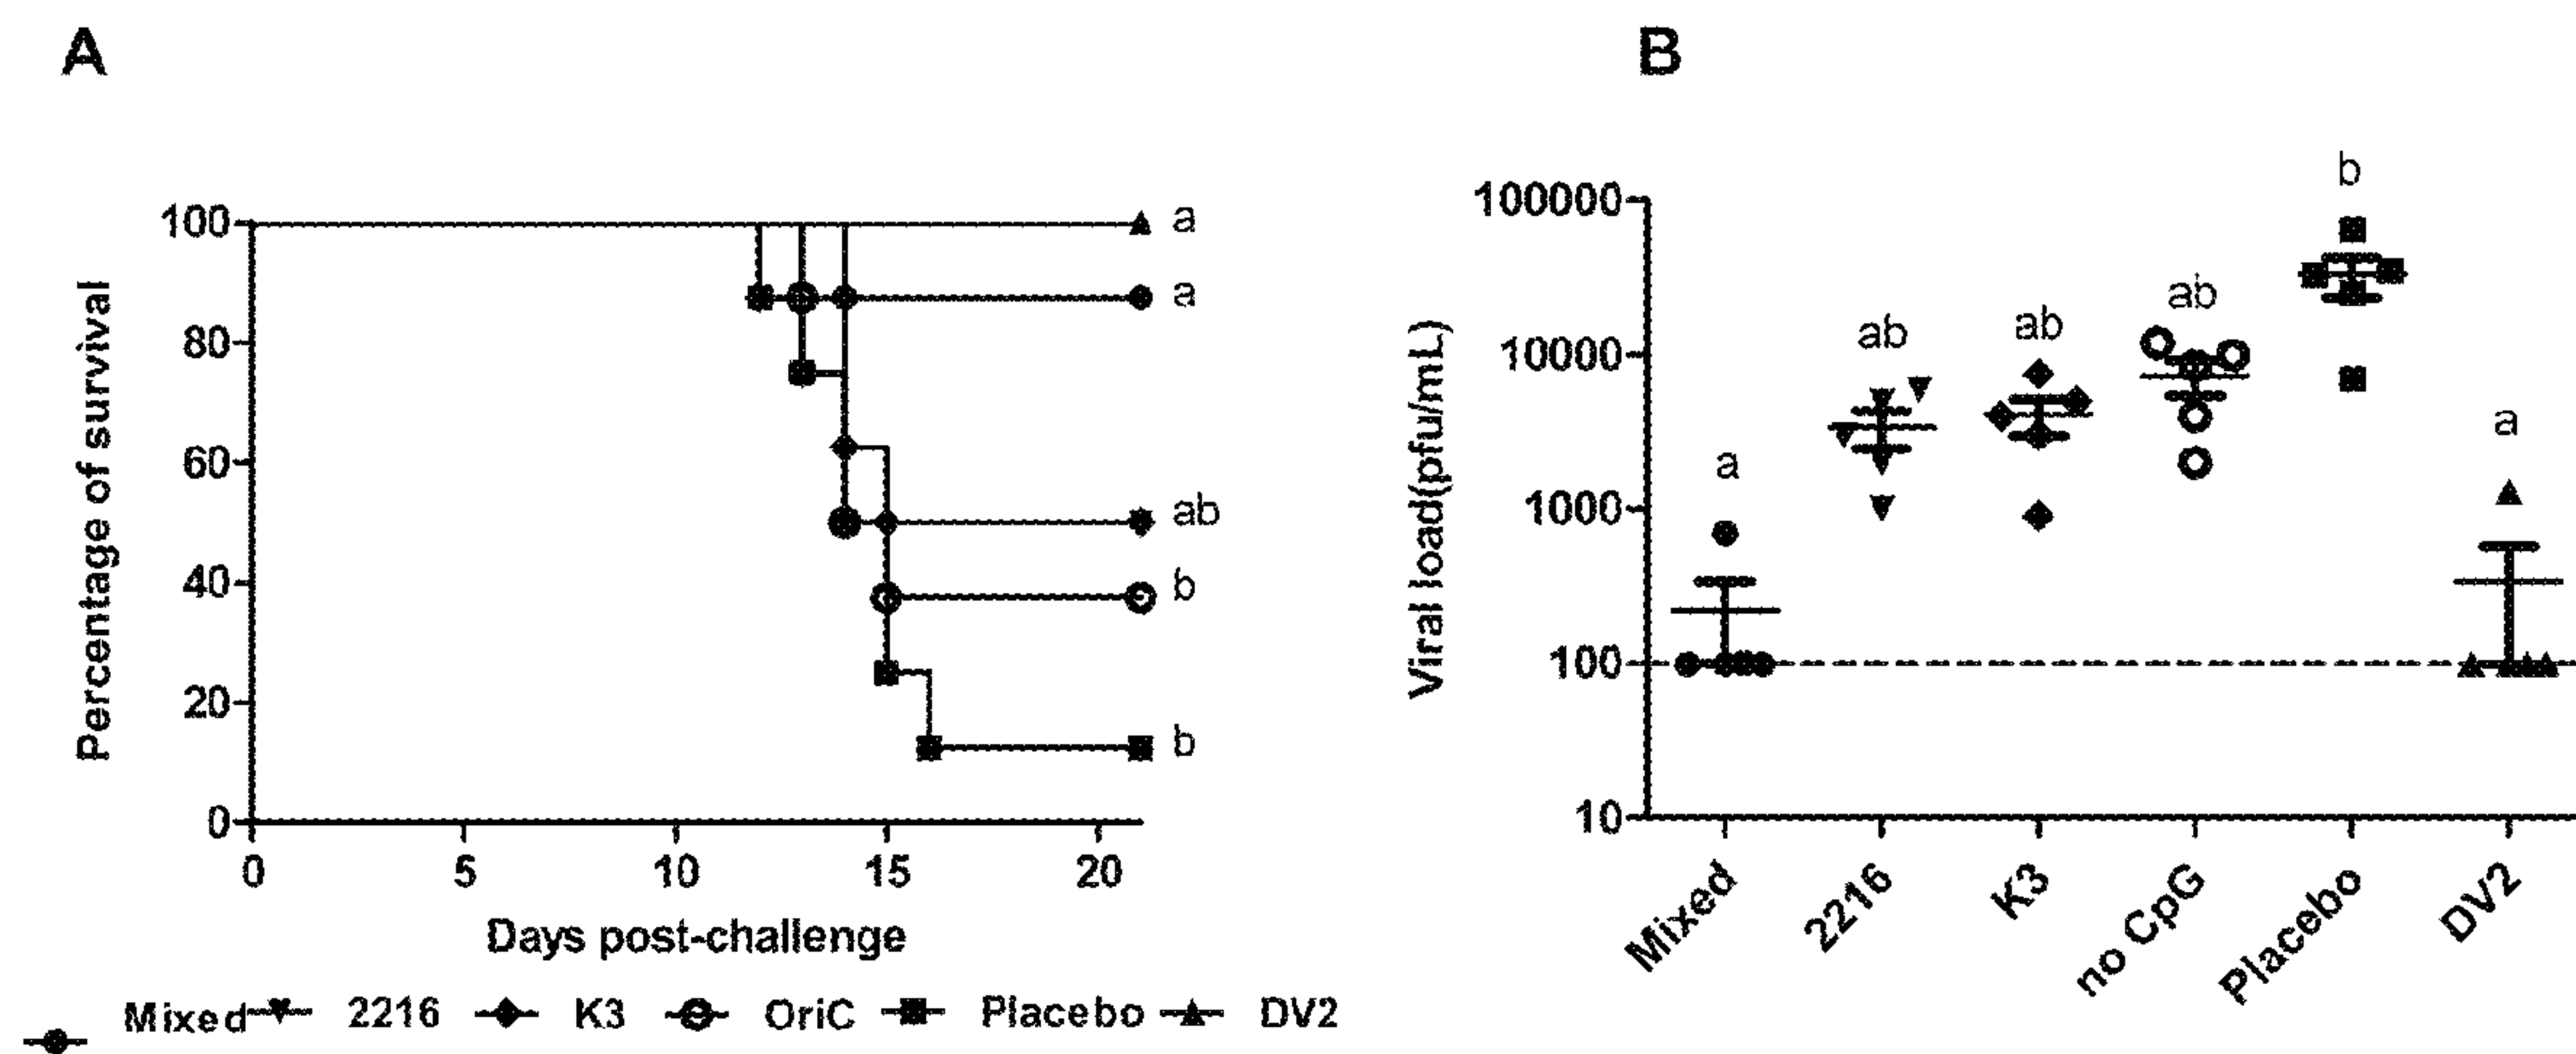 A
B
Percentage of survival
100
80
60
40
20
0
a
a
ab
b
b
0 5 10 15 20
Days post-challenge
Mixed 2216 K3 OriC Placebo DV2
Viral load(pfu/mL)
100000
10000
1000
100
10
a
ab
ab
ab
b
a
Mixed
2216
K3
no CpG
Placebo
DV2